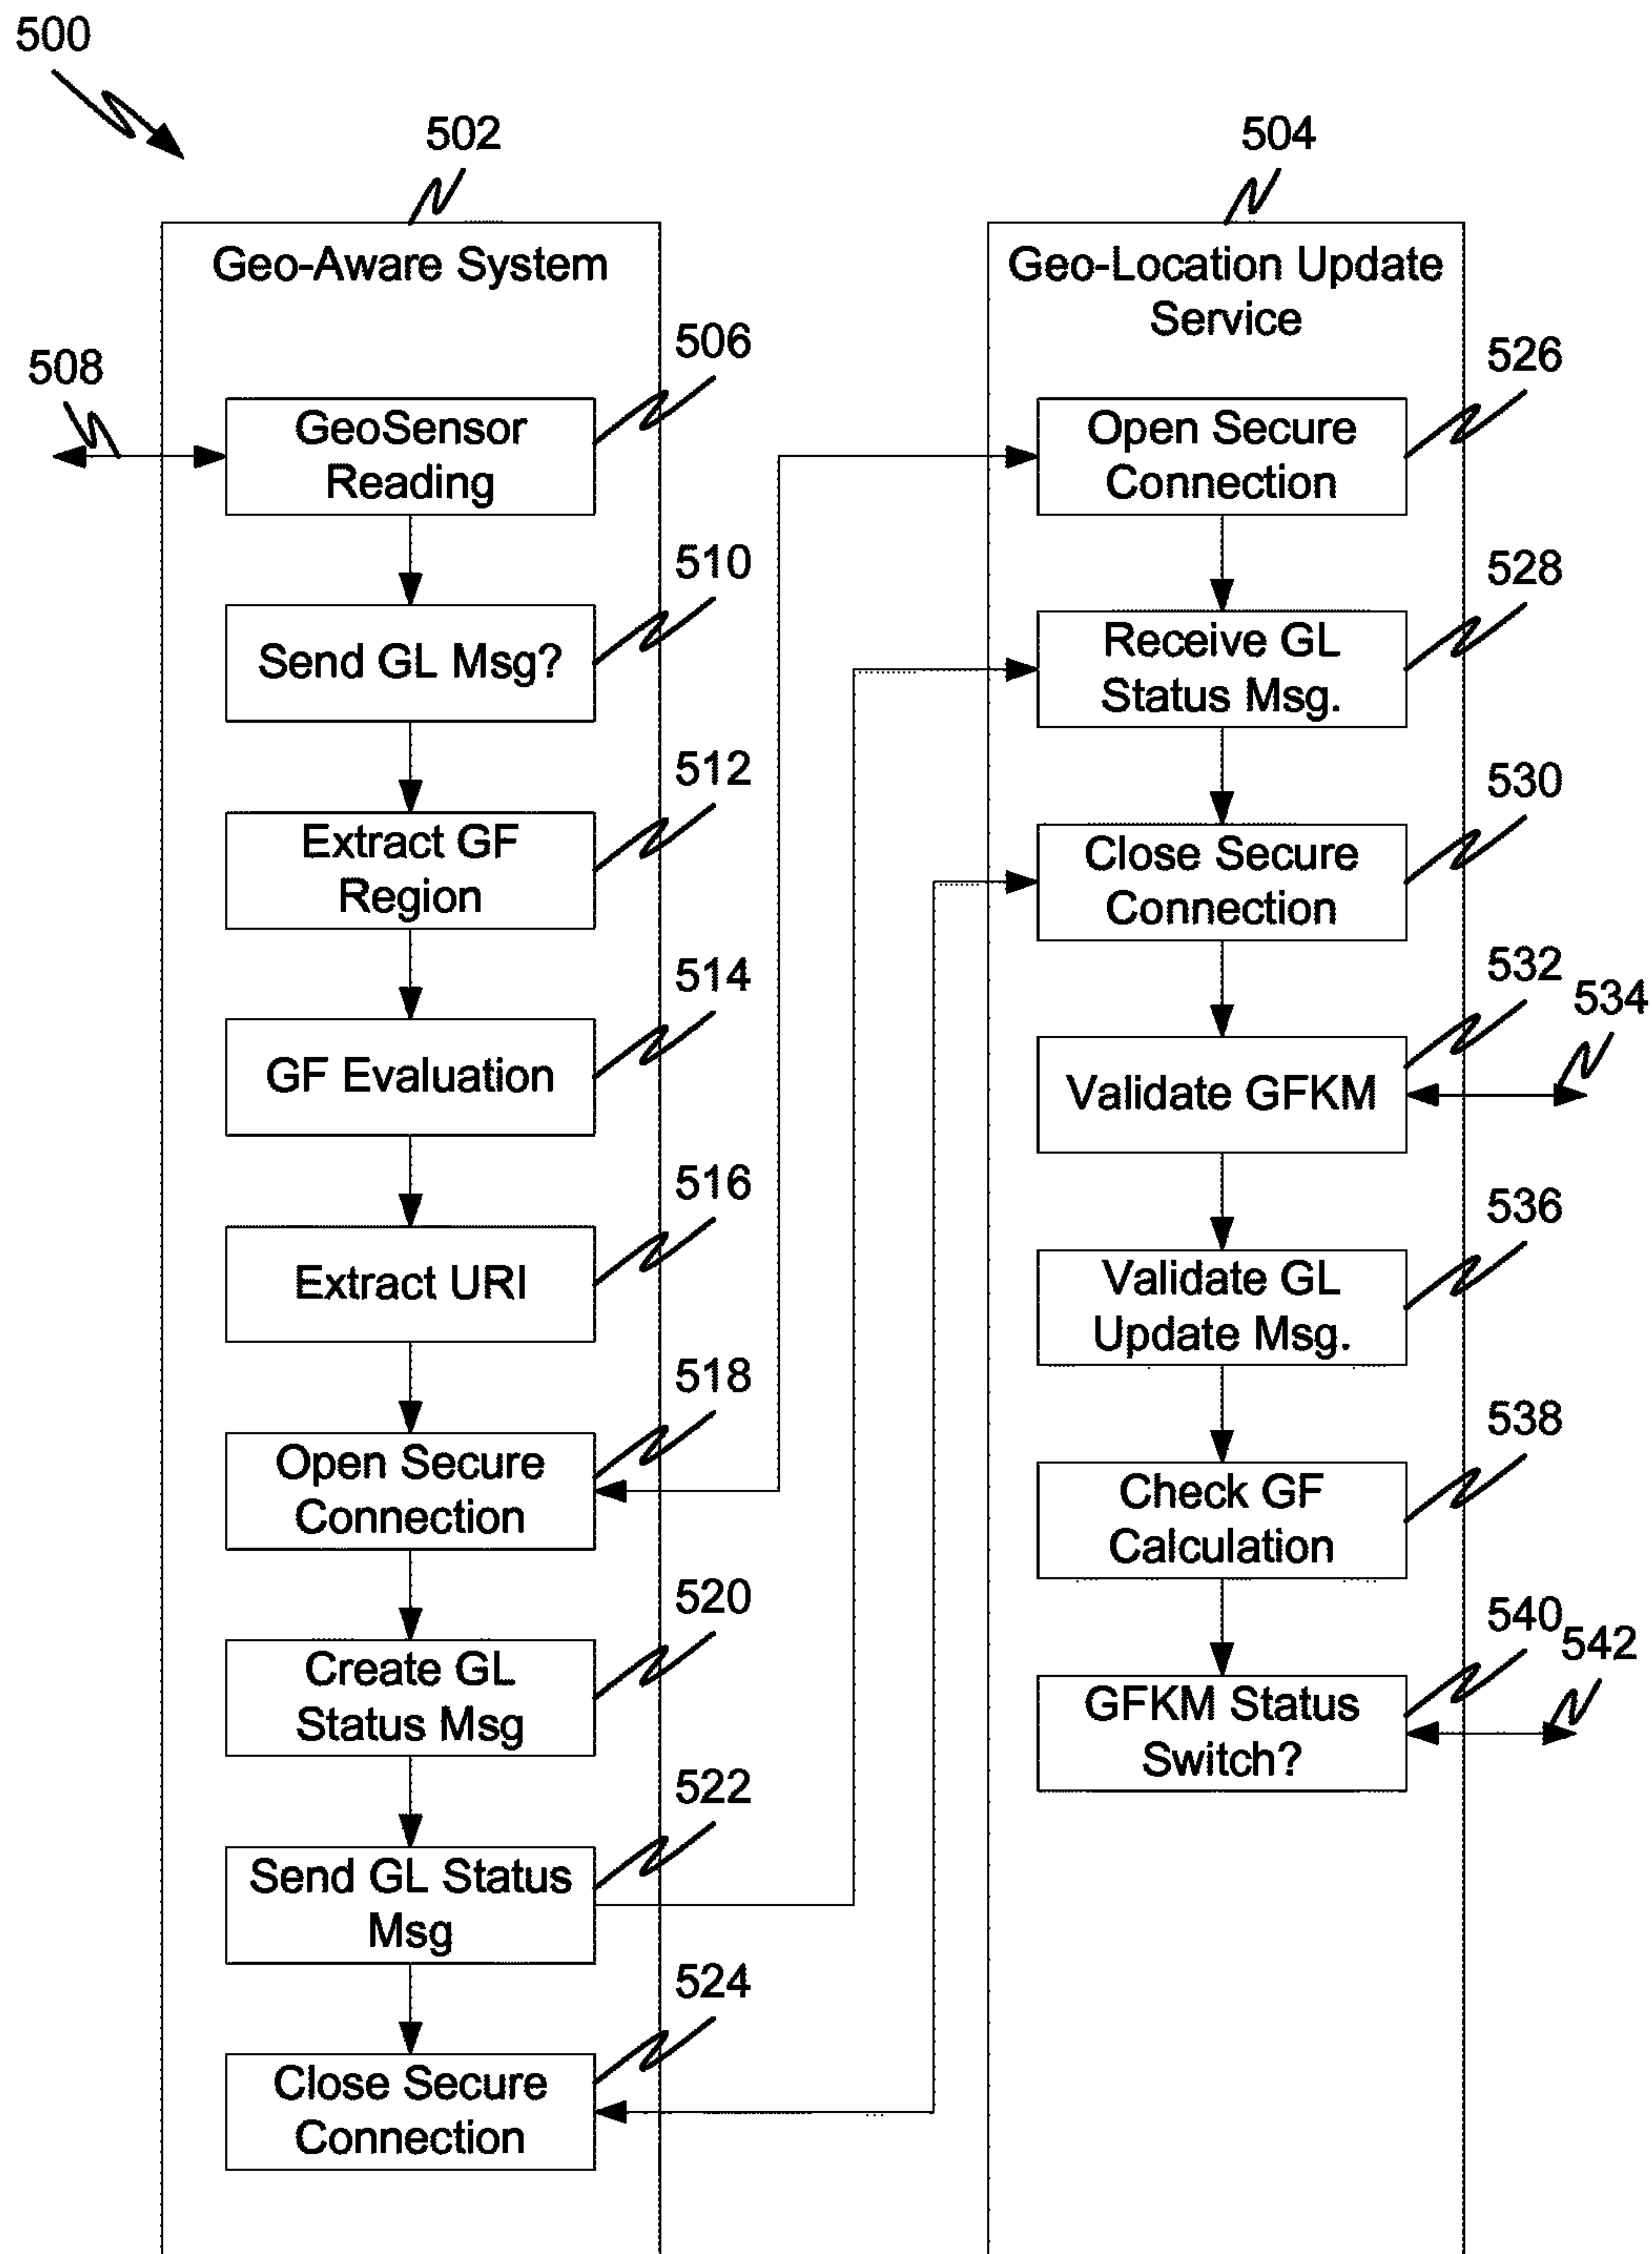 500
502
504
Geo-Aware System
Geo-Location Update
Service
506
508
GeoSensor
Reading
510
Send GL Msg?
512
Extract GF
Region
514
GF Evaluation
516
Extract URI
518
Open Secure
Connection
520
Create GL
Status Msg
522
Send GL Status
Msg
524
Close Secure
Connection
526
Open Secure
Connection
528
Receive GL
Status Msg.
530
Close Secure
Connection
532
534
Validate GFKM
536
Validate GL
Update Msg.
538
Check GF
Calculation
540
542
GFKM Status
Switch?